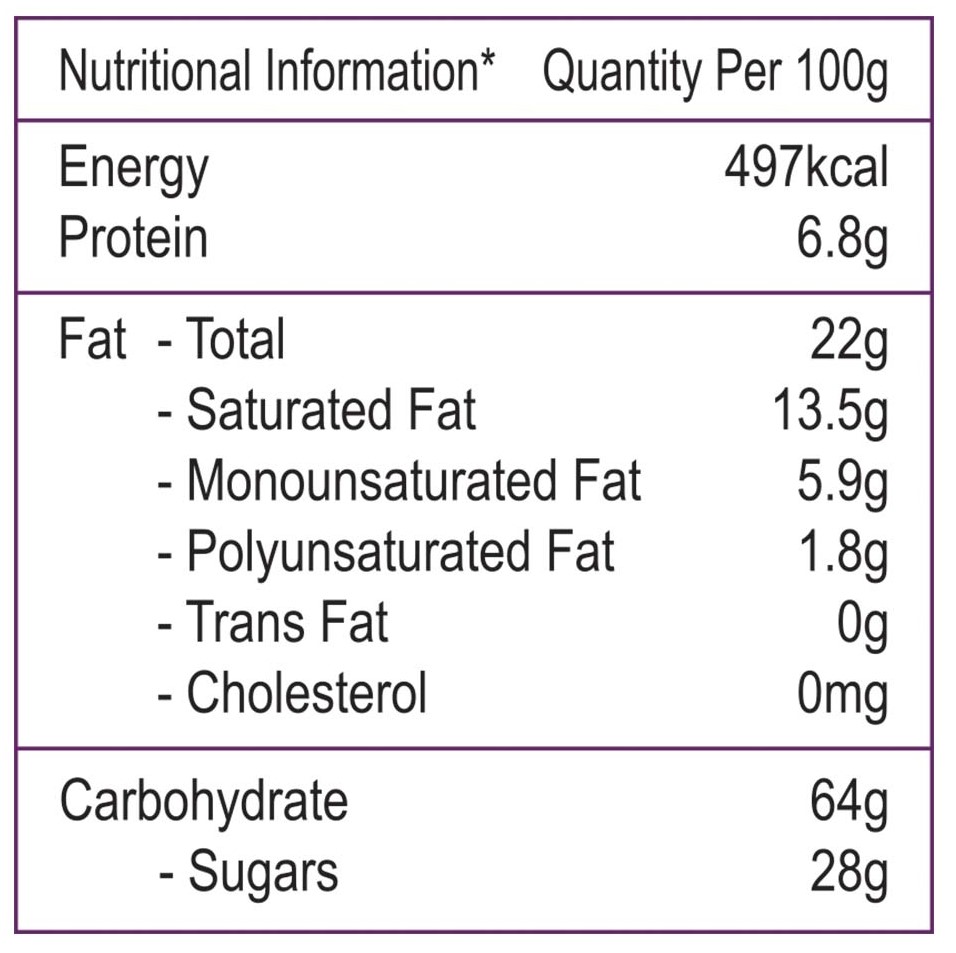 Nutritional Information* Quantity Per 100g
Energy 497kcal
Protein 6.8g
Fat - Total 22g
- Saturated Fat 13.5g
- Monounsaturated Fat 5.9g
- Polyunsaturated Fat 1.8g
- Trans Fat 0g
- Cholesterol 0mg
Carbohydrate 64g
- Sugars 28g